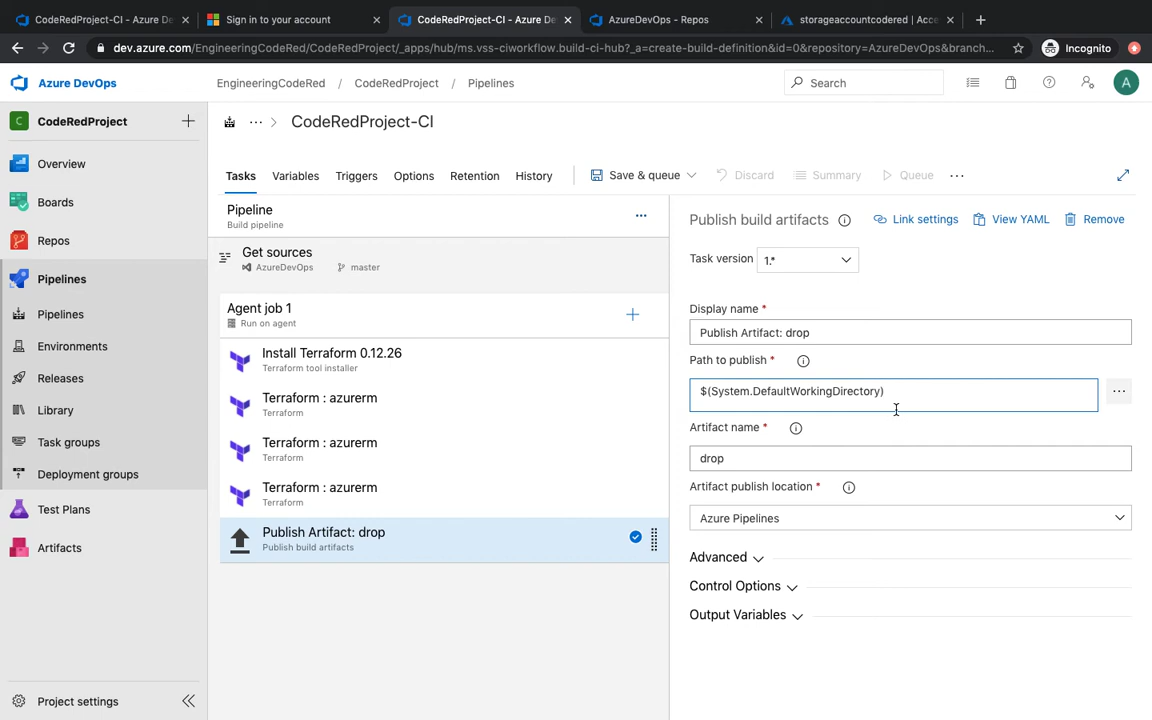 CodeRedProject-CI - Azure De
Sign in to your account
CodeRedProject-CI - Azure De
AzureDevOps - Repos
storageaccountcodered | Acce
dev.azure.com/EngineeringCodeRed/CodeRedProject/_apps/hub/ms.vss-ciworkflow.build-ci-hub?_a=create-build-definition&id=0&repository=AzureDevOps&branch...
Incognito
Azure DevOps
EngineeringCodeRed / CodeRedProject / Pipelines
Search
A
C CodeRedProject
Overview
Boards
Repos
Pipelines
Pipelines
Environments
Releases
Library
Task groups
Deployment groups
Test Plans
Artifacts
Project settings
... > CodeRedProject-CI
Tasks Variables Triggers Options Retention History
Save & queue Discard Summary Queue ...
Pipeline
Build pipeline
Get sources
AzureDevOps master
Agent job 1
Run on agent
Install Terraform 0.12.26
Terraform tool installer
Terraform : azurerm
Terraform
Terraform : azurerm
Terraform
Terraform : azurerm
Terraform
Publish Artifact: drop
Publish build artifacts
Publish build artifacts Link settings View YAML Remove
Task version 1.*
Display name *
Publish Artifact: drop
Path to publish *
$(System.DefaultWorkingDirectory)
Artifact name *
drop
Artifact publish location *
Azure Pipelines
Advanced
Control Options
Output Variables